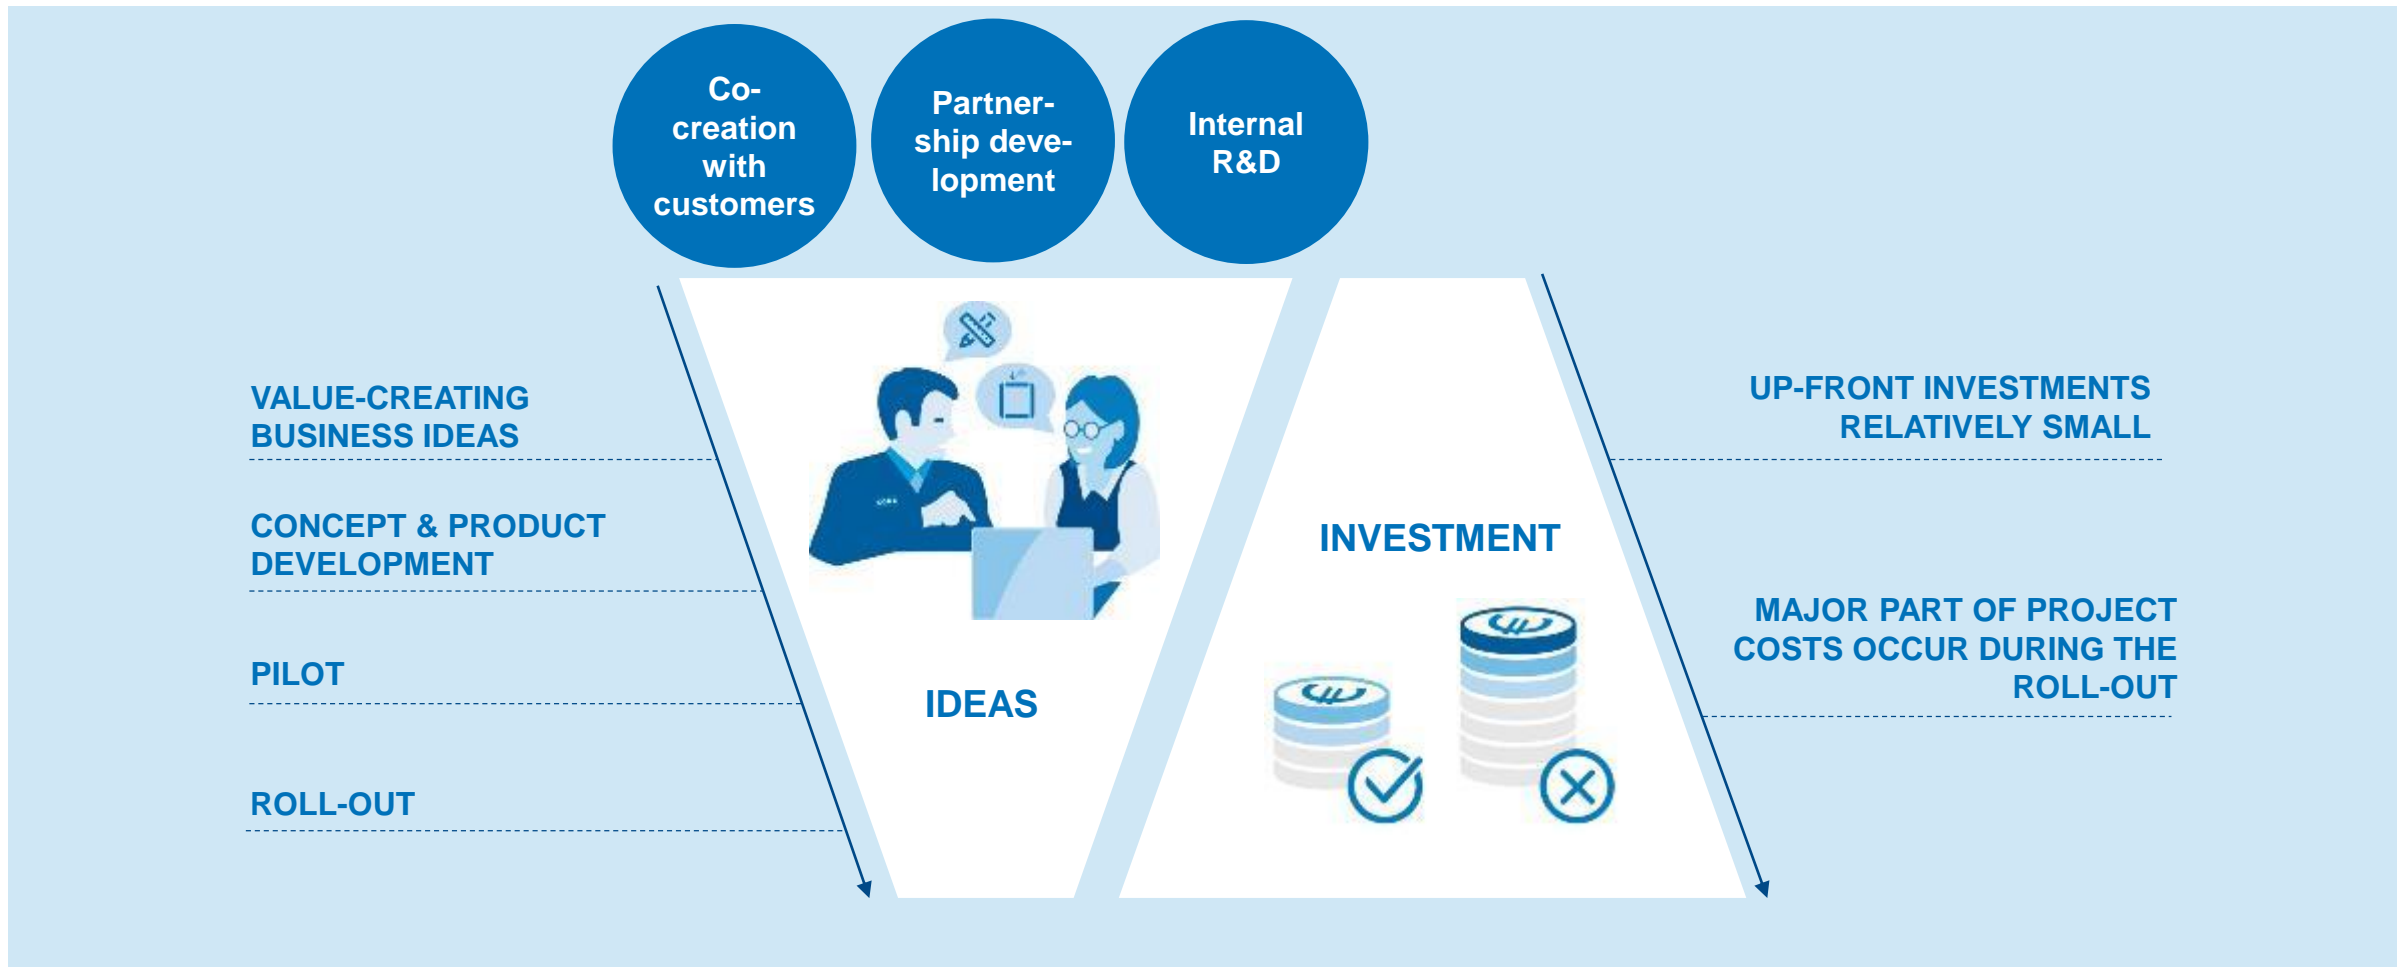 Co-
creation
with
customers
Partner-
ship deve-
lopment
Internal
R&D
VALUE-CREATING
BUSINESS IDEAS
CONCEPT & PRODUCT
DEVELOPMENT
PILOT
ROLL-OUT
IDEAS
INVESTMENT
UP-FRONT INVESTMENTS
RELATIVELY SMALL
MAJOR PART OF PROJECT
COSTS OCCUR DURING THE
ROLL-OUT